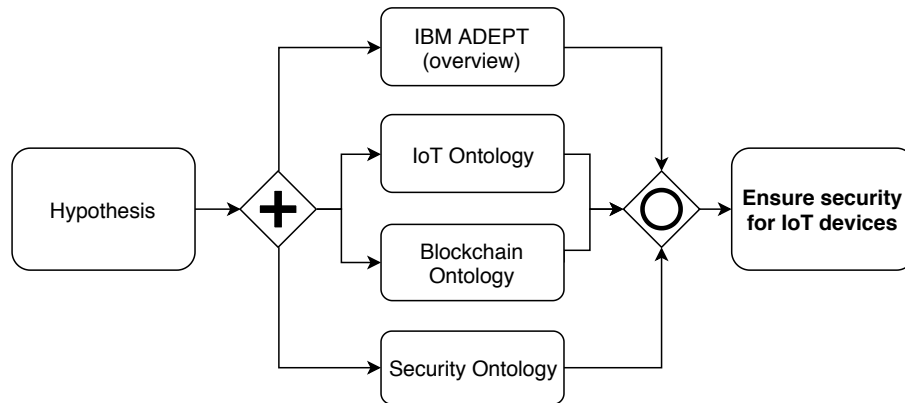 IBM ADEPT
(overview)
IoT Ontology
Hypothesis
Ensure security
for IoT devices
Blockchain
Ontology
Security Ontology